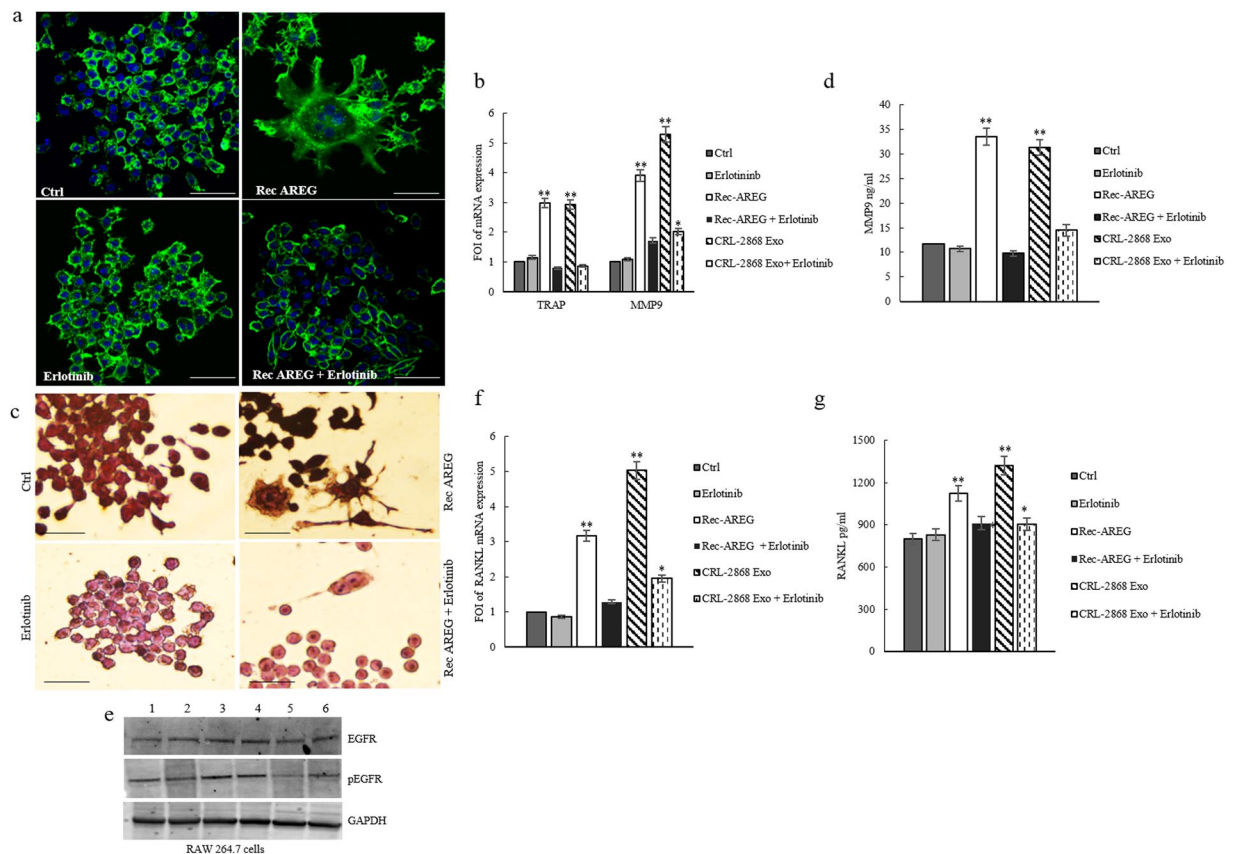 a
Ctrl
Rec AREG
Erlotinib
Rec AREG + Erlotinib
b
FOI of mRNA expression
6
5
4
3
2
1
0
**
**
**
**
*
TRAP
MMP9
Ctrl
Erlotininb
Rec-AREG
Rec-AREG + Erlotinib
CRL-2868 Exo
CRL-2868 Exo+ Erlotinib
d
MMP9 ng/ml
40
35
30
25
20
15
10
5
0
**
**
Ctrl
Erlotinib
Rec-AREG
Rec-AREG + Erlotinib
CRL-2868 Exo
CRL-2868 Exo + Erlotinib
c
Ctrl
Rec AREG
Erlotinib
Rec AREG + Erlotinib
f
FOI of RANKL mRNA expression
6
5
4
3
2
1
0
**
**
*
Ctrl
Erlotinib
Rec-AREG
Rec-AREG + Erlotinib
CRL-2868 Exo
CRL-2868 Exo + Erlotinib
g
RANKL pg/ml
1500
1200
900
600
300
0
**
**
*
Ctrl
Erlotinib
Rec-AREG
Rec-AREG + Erlotinib
CRL-2868 Exo
CRL-2868 Exo + Erlotinib
e
1 2 3 4 5 6
EGFR
pEGFR
GAPDH
RAW 264.7 cells